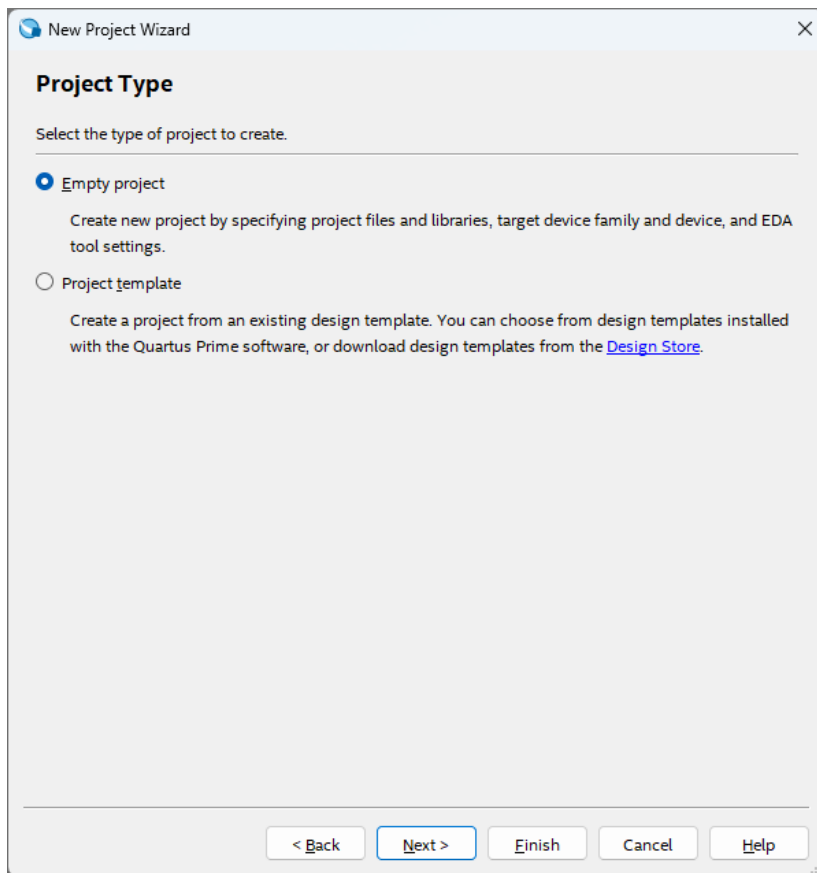 New Project Wizard
Project Type
Select the type of project to create.
Empty project
Create new project by specifying project files and libraries, target device family and device, and EDA
tool settings.
Project template
Create a project from an existing design template. You can choose from design templates installed
with the Quartus Prime software, or download design templates from the Design Store.
< Back Next > Finish Cancel Help